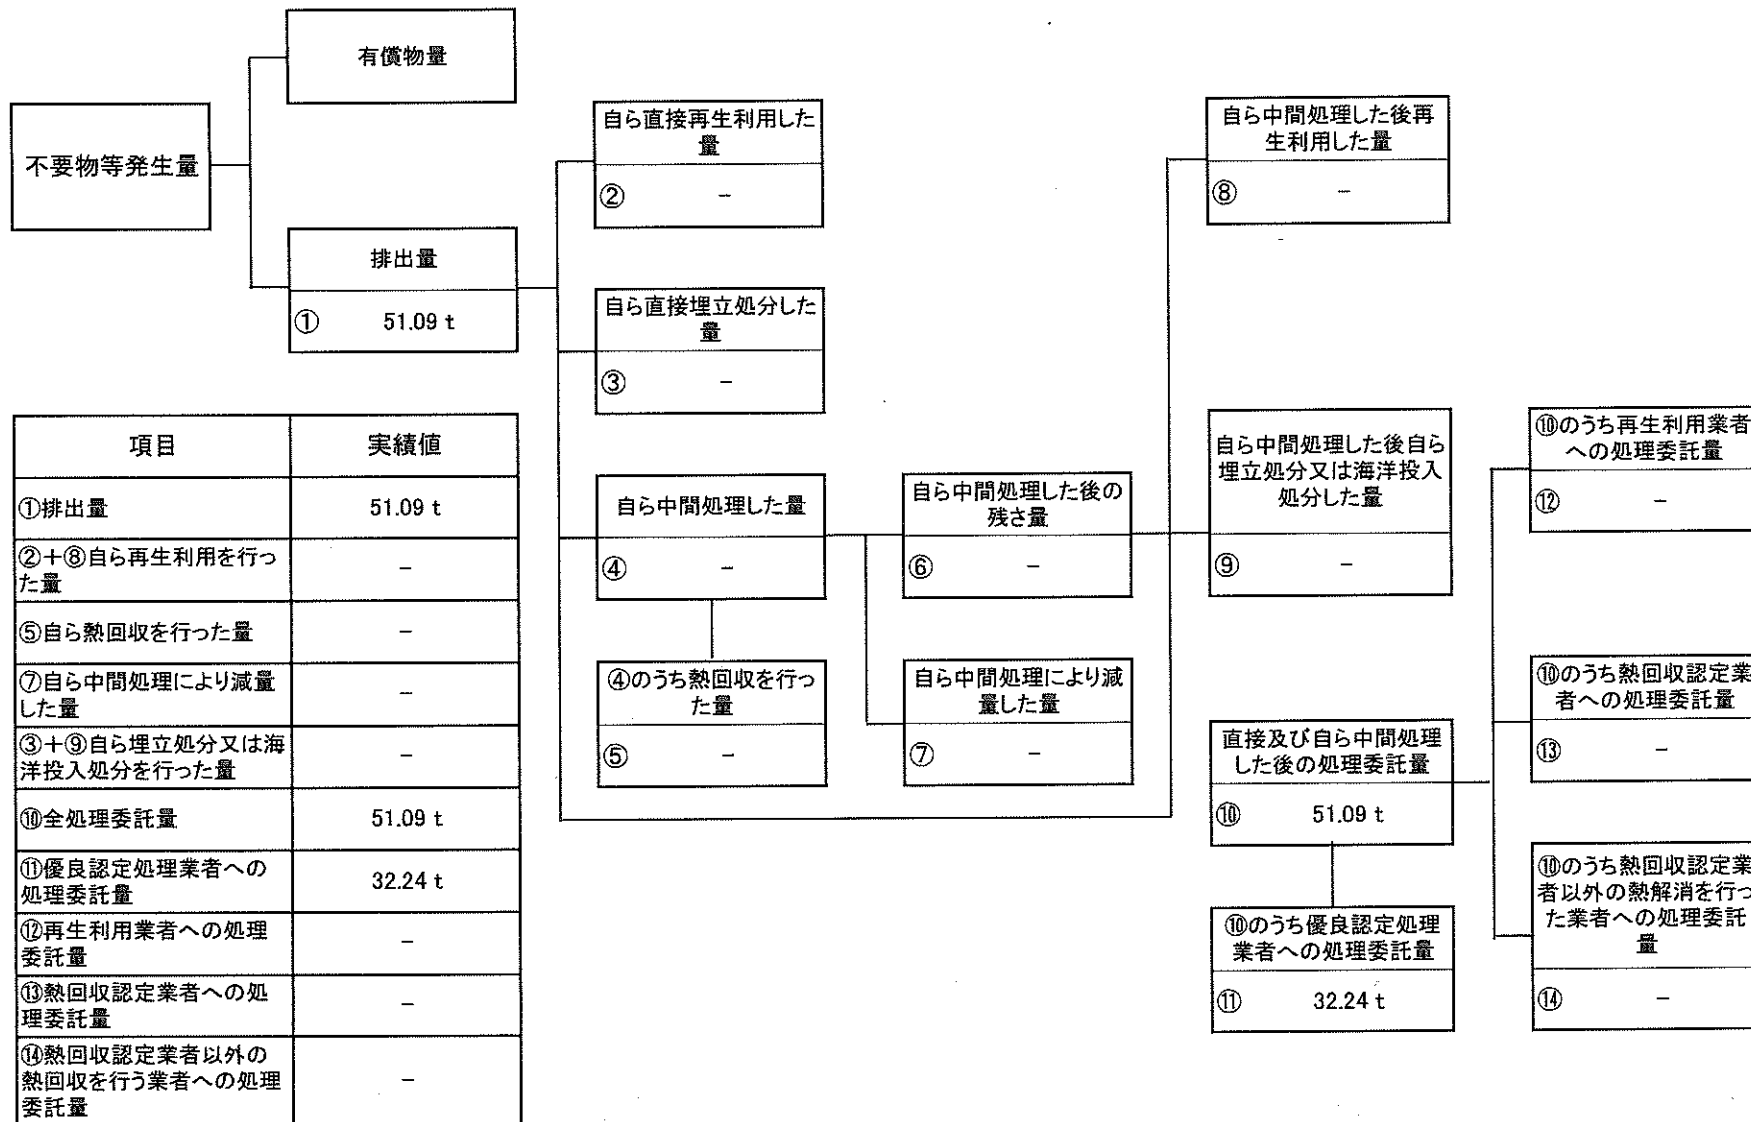 有償物量
不要物等発生量
排出量
① 51.09 t
自ら直接再生利用した
量
② －
自ら直接埋立処分した
量
③ －
自ら中間処理した量
④ －
④のうち熱回収を行っ
た量
⑤ －
自ら中間処理した後の
残さ量
⑥ －
自ら中間処理により減
量した量
⑦ －
自ら中間処理した後再
生利用した量
⑧ －
自ら中間処理した後自ら
埋立処分又は海洋投入
処分した量
⑨ －
直接及び自ら中間処理
した後の処理委託量
⑩ 51.09 t
⑩のうち優良認定処理
業者への処理委託量
⑪ 32.24 t
⑩のうち再生利用業者
への処理委託量
⑫ －
⑩のうち熱回収認定業
者への処理委託量
⑬ －
⑩のうち熱回収認定業
者以外の熱解消を行っ
た業者への処理委託
量
⑭ －
項目 実績値
①排出量 51.09 t
②＋⑧自ら再生利用を行っ
た量 －
⑤自ら熱回収を行った量 －
⑦自ら中間処理により減量
した量 －
③＋⑨自ら埋立処分又は海
洋投入処分を行った量 －
⑩全処理委託量 51.09 t
⑪優良認定処理業者への
処理委託量 32.24 t
⑫再生利用業者への処理
委託量 －
⑬熱回収認定業者への処
理委託量 －
⑭熱回収認定業者以外の
熱回収を行う業者への処理
委託量 －